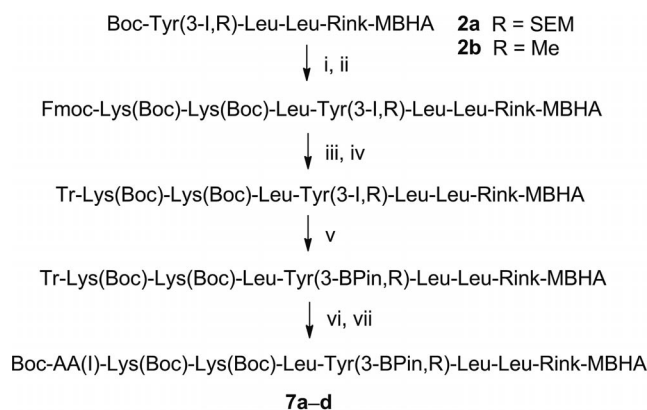 Boc-Tyr(3-I,R)-Leu-Leu-Rink-MBHA 2a R = SEM
2b R = Me
i, ii
Fmoc-Lys(Boc)-Lys(Boc)-Leu-Tyr(3-I,R)-Leu-Leu-Rink-MBHA
iii, iv
Tr-Lys(Boc)-Lys(Boc)-Leu-Tyr(3-I,R)-Leu-Leu-Rink-MBHA
v
Tr-Lys(Boc)-Lys(Boc)-Leu-Tyr(3-BPin,R)-Leu-Leu-Rink-MBHA
vi, vii
Boc-AA(I)-Lys(Boc)-Lys(Boc)-Leu-Tyr(3-BPin,R)-Leu-Leu-Rink-MBHA
7a–d